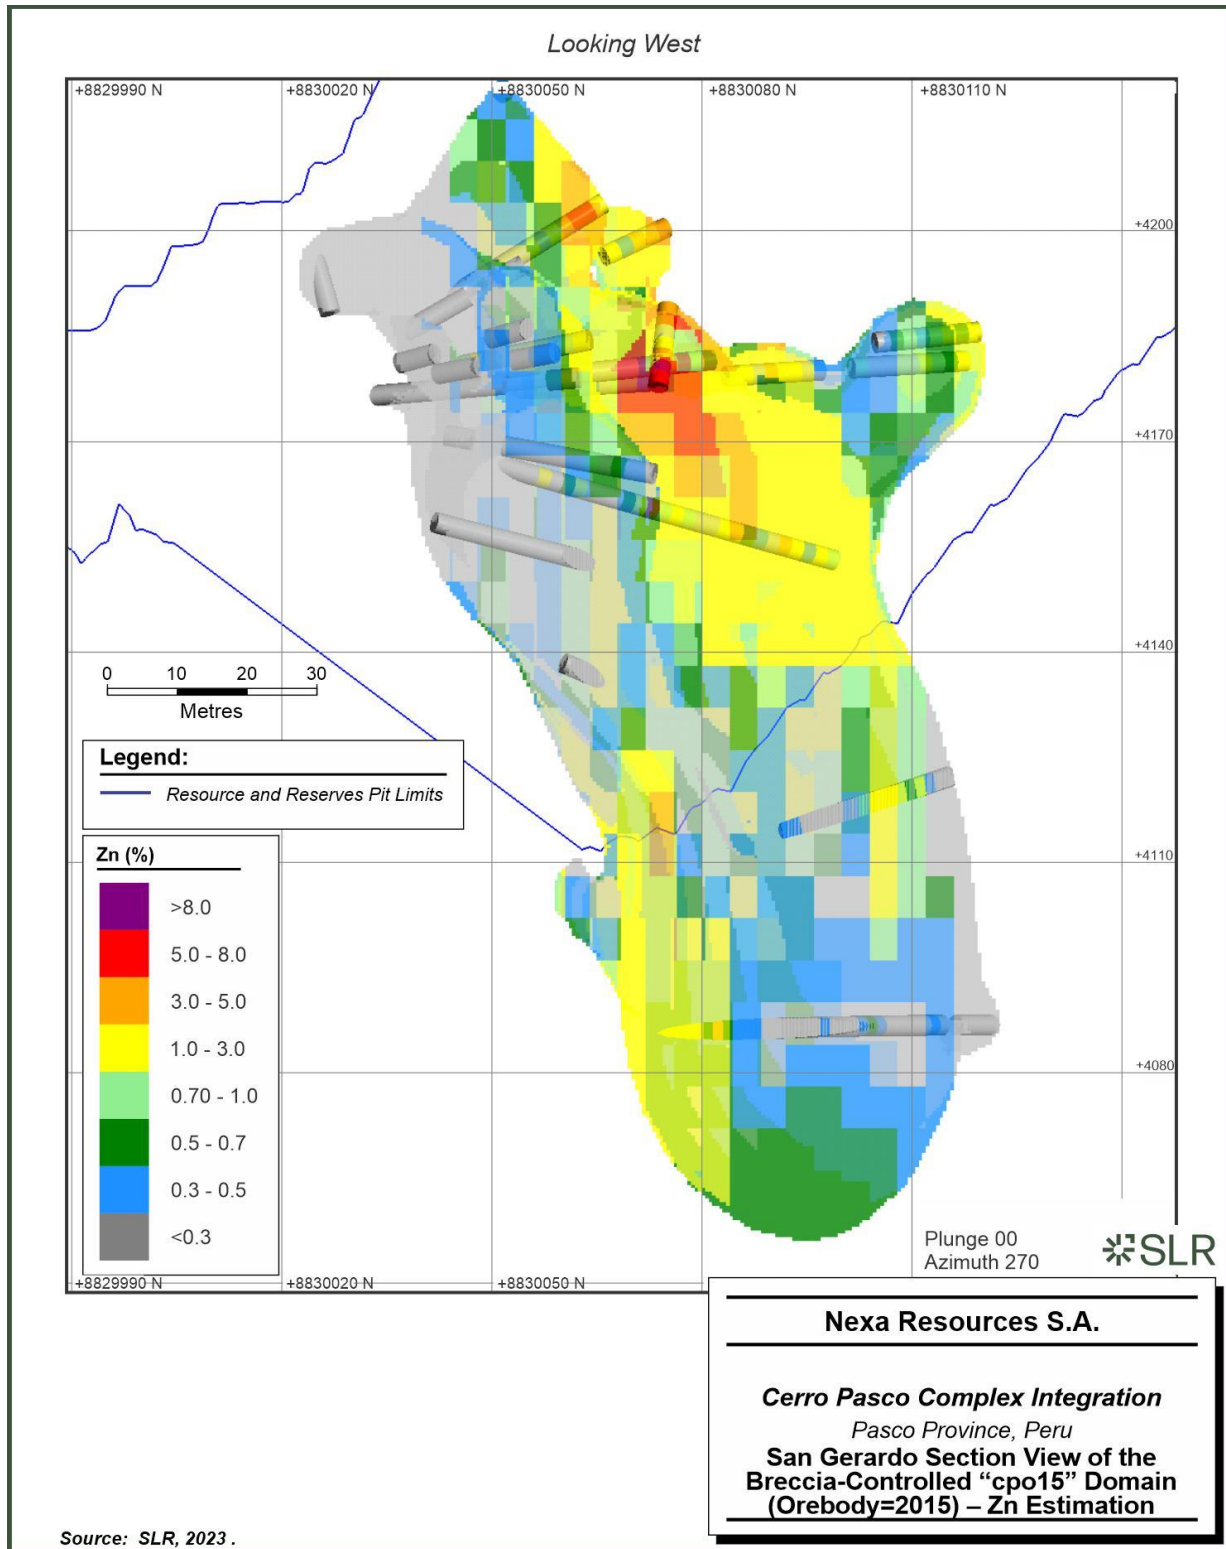 Looking West
+8829990 N
+8830020 N
+8830050 N
+8830080 N
+8830110 N
+4200
+4170
+4140
0 10 20 30
Metres
Legend:
Resource and Reserves Pit Limits
+4110
Zn (%)
>8.0
5.0 - 8.0
3.0 - 5.0
1.0 - 3.0
0.70 - 1.0
0.5 - 0.7
0.3 - 0.5
<0.3
+4080
Plunge 00
Azimuth 270
SLR
+8829990 N
+8830020 N
+8830050 N
Nexa Resources S.A.
Cerro Pasco Complex Integration
Pasco Province, Peru
San Gerardo Section View of the
Breccia-Controlled “cpo15” Domain
(Orebody=2015) – Zn Estimation
Source: SLR, 2023 .